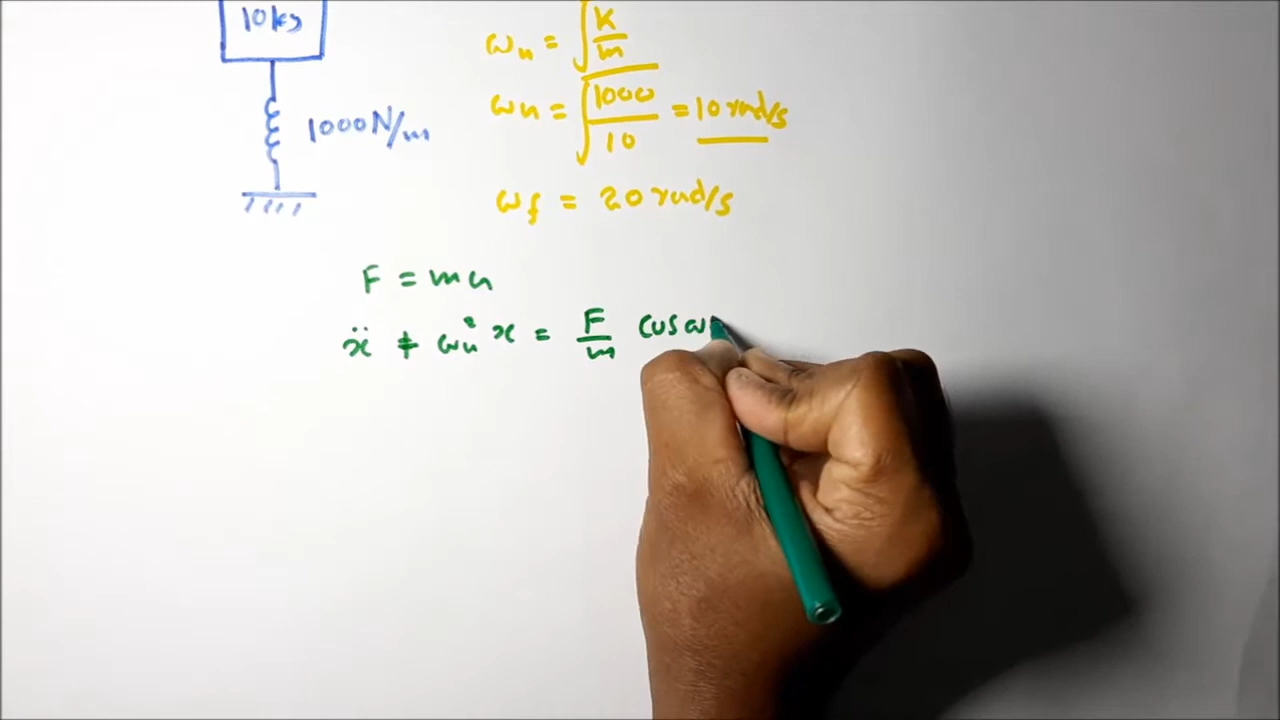 10kg
1000N/m
ωn = √K/m
ωn = √1000/10 = 10 rad/s
ωf = 20 rad/s
F = ma
ẍ + ωn² x = F/m cos ω